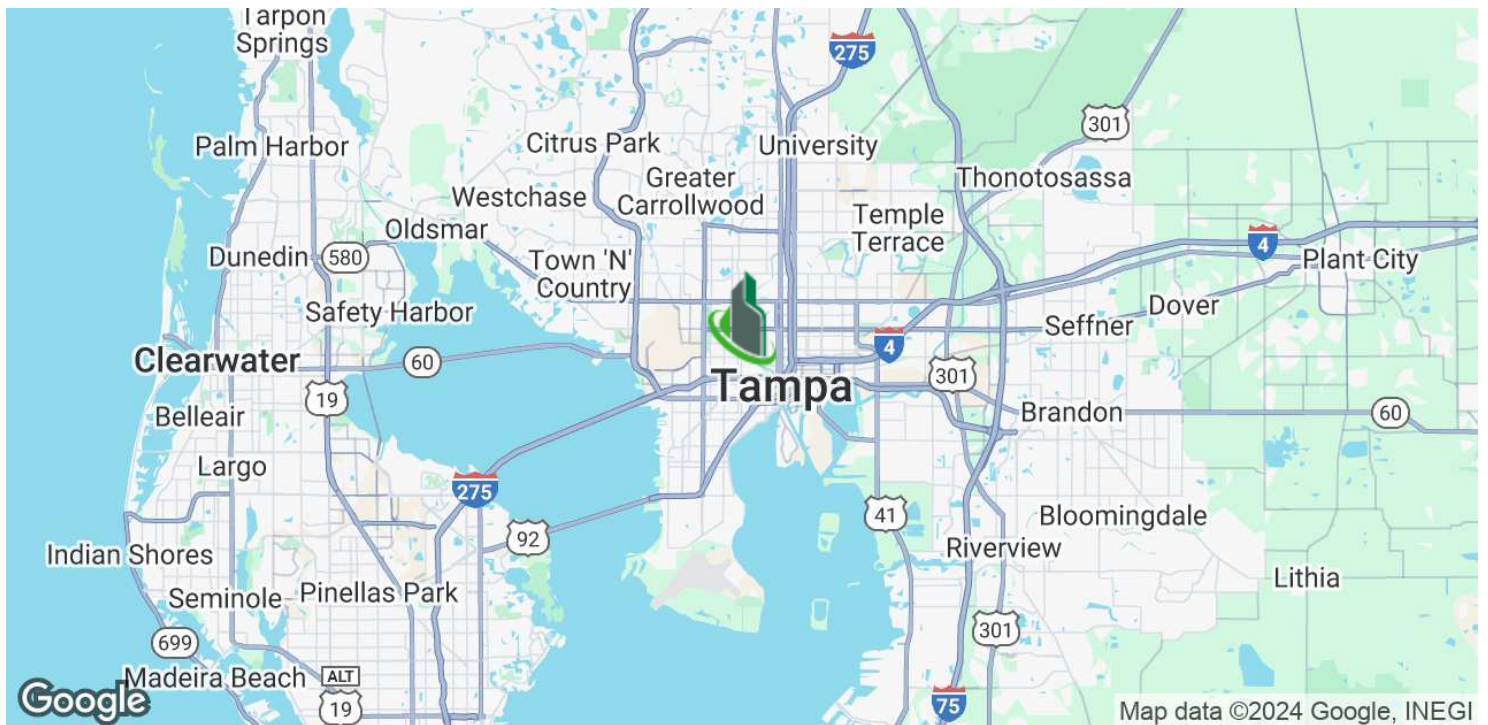 Tarpon
Springs
275
301
Palm Harbor
Citrus Park
University
Greater
Carrollwood
Thonotosassa
Westchase
Temple
Terrace
Oldsmar
Dunedin
580
Town 'N'
Country
4
Plant City
Safety Harbor
Dover
Seffner
Clearwater
60
4
301
19
Tampa
Belleair
Brandon
60
Largo
275
41
92
Bloomingdale
Indian Shores
Riverview
Seminole
Pinellas Park
Lithia
699
301
Madeira Beach
ALT
19
75
Google
Map data ©2024 Google, INEGI